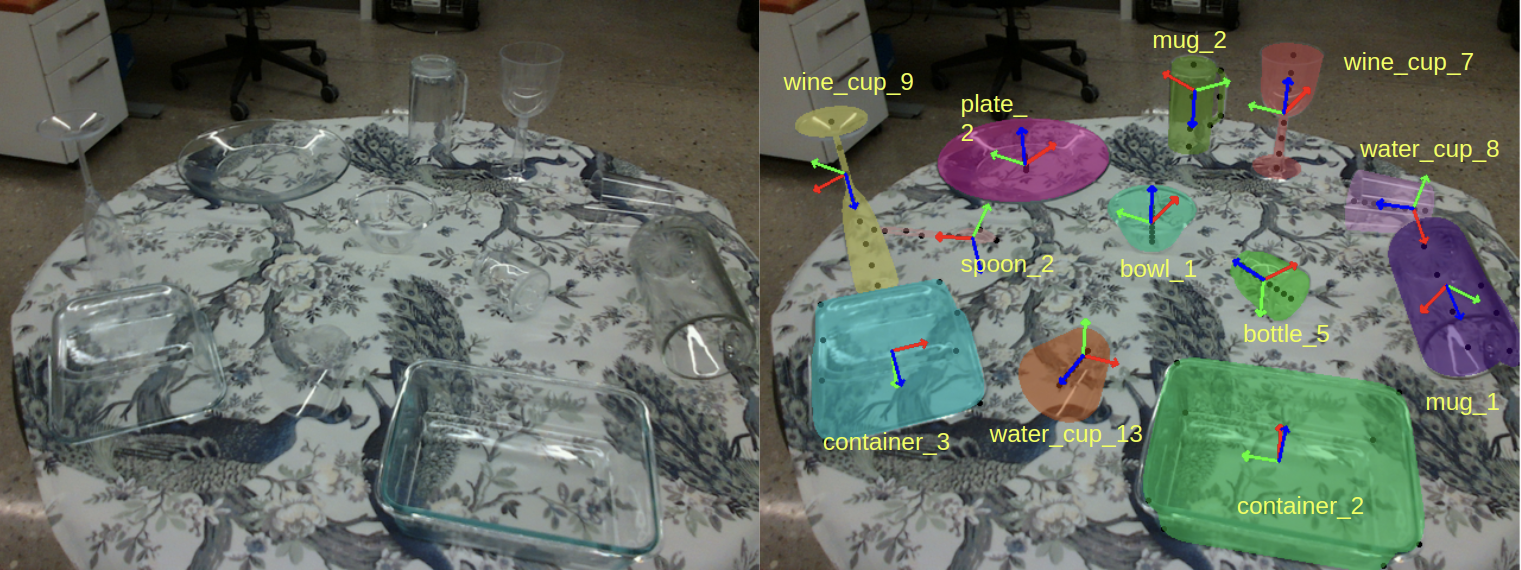 mug_2
wine_cup_7
wine_cup_9
plate_
2
water_cup_8
spoon_2
bowl_1
bottle_5
mug_1
container_3
water_cup_13
container_2